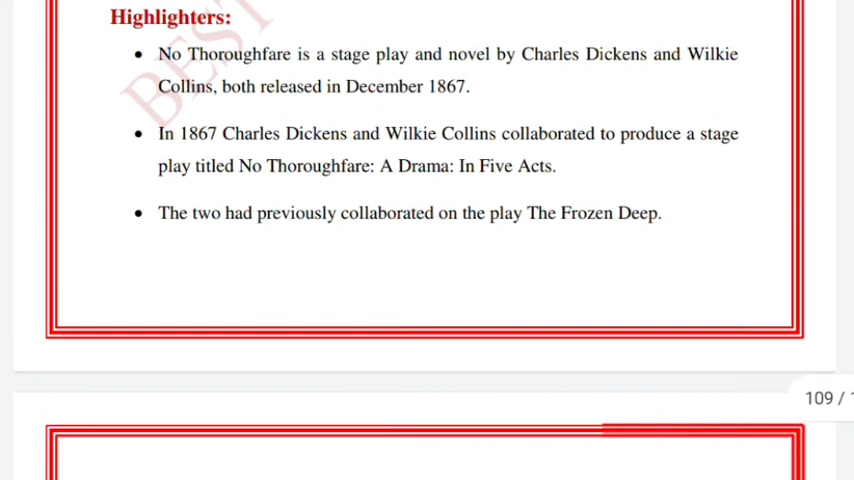 Highlighters:
• No Thoroughfare is a stage play and novel by Charles Dickens and Wilkie
Collins, both released in December 1867.
• In 1867 Charles Dickens and Wilkie Collins collaborated to produce a stage
play titled No Thoroughfare: A Drama: In Five Acts.
• The two had previously collaborated on the play The Frozen Deep.
BEST
109 /